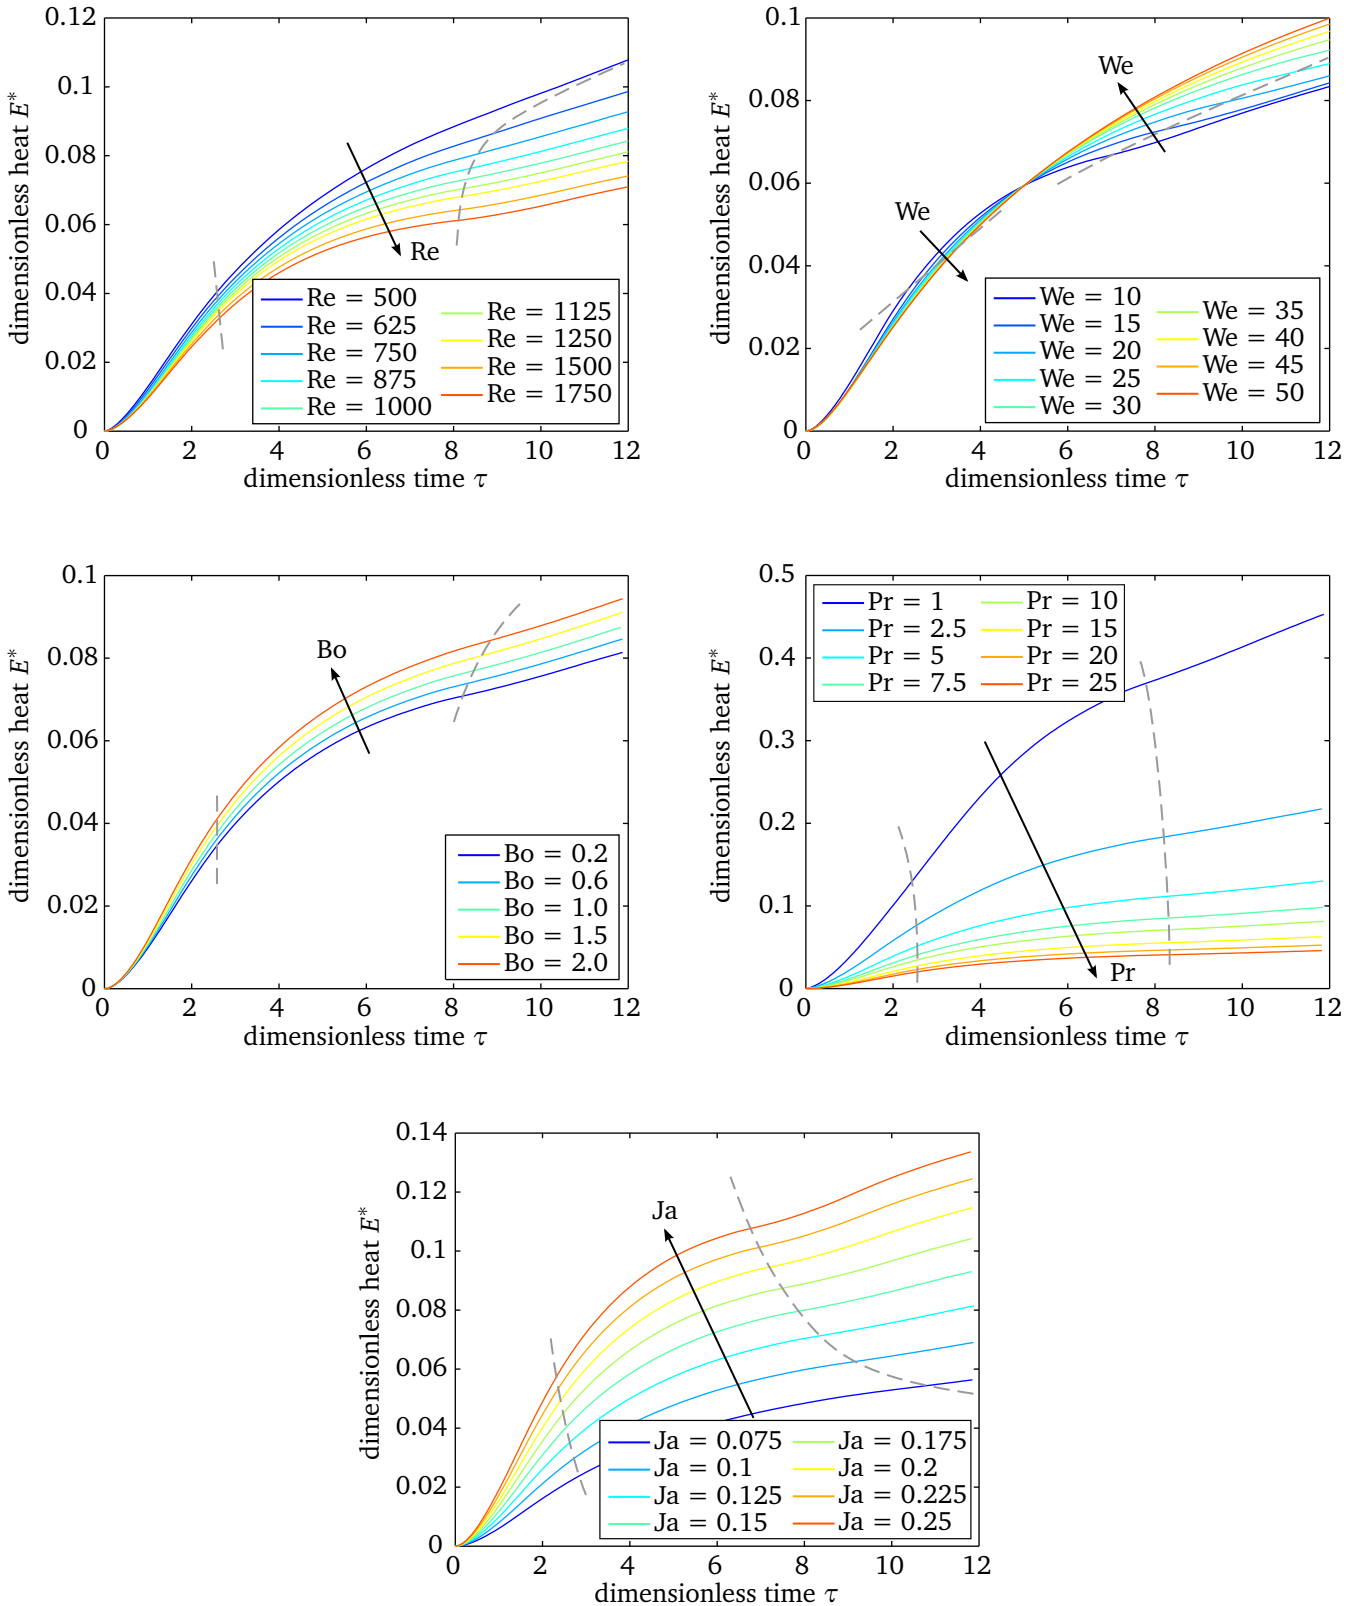 0.12
0.1
0.08
0.06
0.04
0.02
0
dimensionless heat E*
Re
Re = 500
Re = 625
Re = 750
Re = 875
Re = 1000
Re = 1125
Re = 1250
Re = 1500
Re = 1750
0 2 4 6 8 10 12
dimensionless time τ
0.1
0.08
0.06
0.04
0.02
0
dimensionless heat E*
We
We
We = 10
We = 15
We = 20
We = 25
We = 30
We = 35
We = 40
We = 45
We = 50
0 2 4 6 8 10 12
dimensionless time τ
0.1
0.08
0.06
0.04
0.02
0
dimensionless heat E*
Bo
Bo = 0.2
Bo = 0.6
Bo = 1.0
Bo = 1.5
Bo = 2.0
0 2 4 6 8 10 12
dimensionless time τ
0.5
0.4
0.3
0.2
0.1
0
dimensionless heat E*
Pr = 1
Pr = 2.5
Pr = 5
Pr = 7.5
Pr = 10
Pr = 15
Pr = 20
Pr = 25
Pr
0 2 4 6 8 10 12
dimensionless time τ
0.14
0.12
0.1
0.08
0.06
0.04
0.02
0
dimensionless heat E*
Ja
Ja = 0.075
Ja = 0.1
Ja = 0.125
Ja = 0.15
Ja = 0.175
Ja = 0.2
Ja = 0.225
Ja = 0.25
0 2 4 6 8 10 12
dimensionless time τ